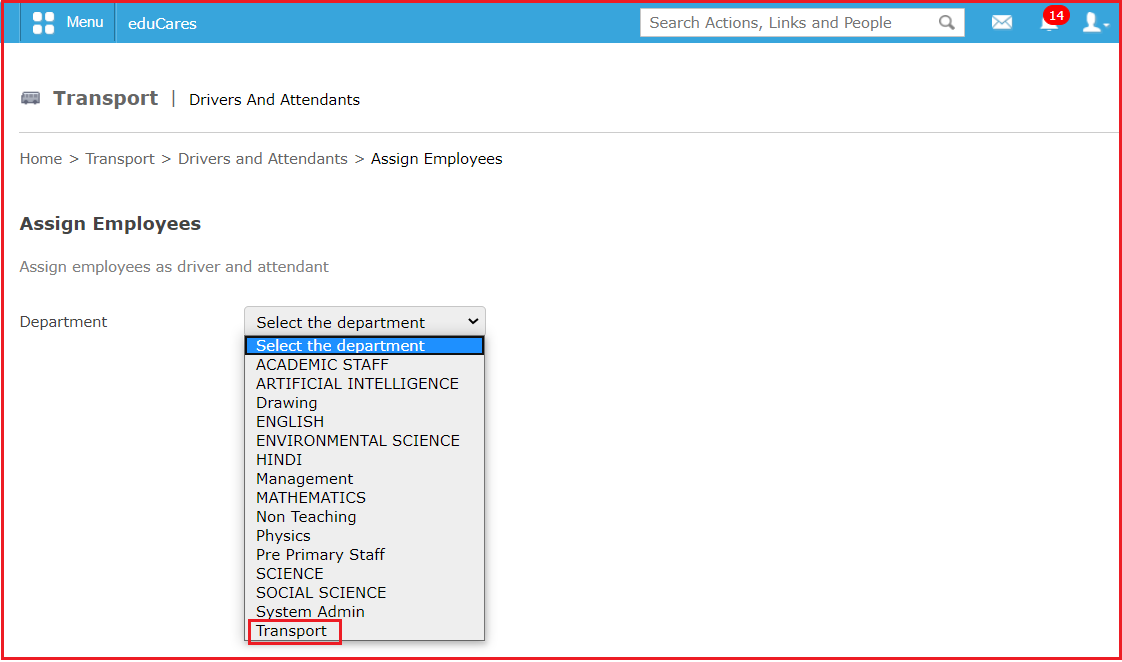 Menu eduCares Search Actions, Links and People 14
Transport | Drivers And Attendants
Home > Transport > Drivers and Attendants > Assign Employees
Assign Employees
Assign employees as driver and attendant
Department Select the department
Select the department
ACADEMIC STAFF
ARTIFICIAL INTELLIGENCE
Drawing
ENGLISH
ENVIRONMENTAL SCIENCE
HINDI
Management
MATHEMATICS
Non Teaching
Physics
Pre Primary Staff
SCIENCE
SOCIAL SCIENCE
System Admin
Transport